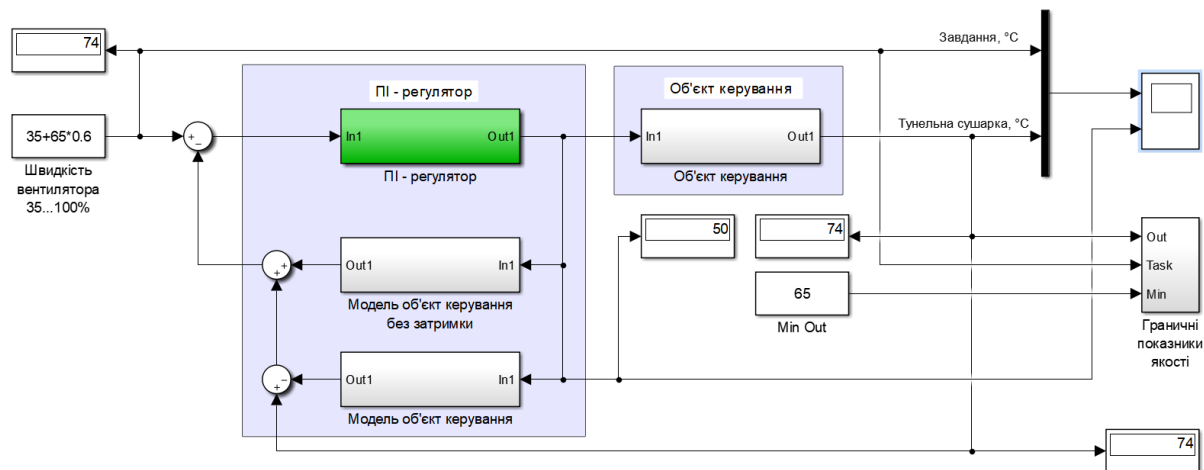 74
Завдання, °C
ПІ - регулятор
Об'єкт керування
35+65*0.6
+
−
In1
Out1
In1
Out1
Тунельна сушарка, °C
Швидкість
вентилятора
35...100%
ПІ - регулятор
Об'єкт керування
50
74
Out
Task
Min
+
+
Out1
In1
65
Модель об'єкт керування
без затримки
Min Out
Граничні
показники
якості
−
+
Out1
In1
Модель об'єкт керування
74